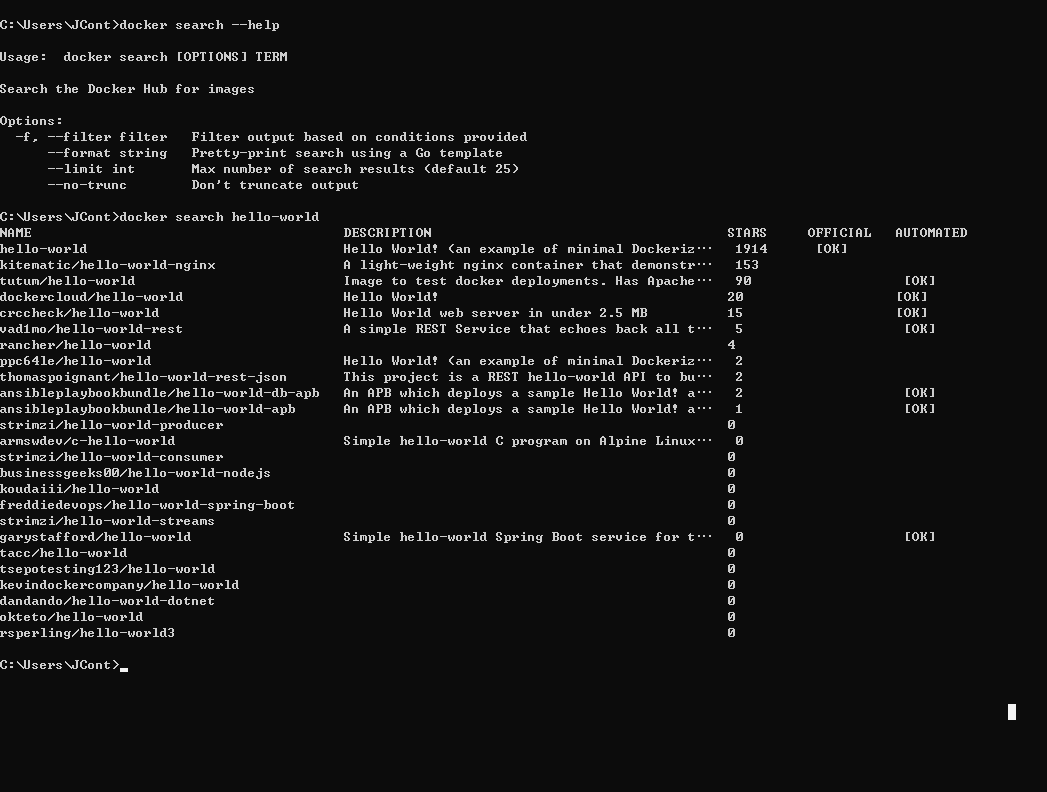 C:\Users\JCont>docker search --help
Usage:  docker search [OPTIONS] TERM
Search the Docker Hub for images
Options:
  -f, --filter filter   Filter output based on conditions provided
      --format string   Pretty-print search using a Go template
      --limit int       Max number of search results (default 25)
      --no-trunc        Don't truncate output
C:\Users\JCont>docker search hello-world
NAME                                       DESCRIPTION                                     STARS     OFFICIAL   AUTOMATED
hello-world                                Hello World! (an example of minimal Dockeriz…   1914      [OK]
kitematic/hello-world-nginx                A light-weight nginx container that demonstr…   153
tutum/hello-world                          Image to test docker deployments. Has Apache…   90                   [OK]
dockercloud/hello-world                    Hello World!                                    20                   [OK]
crccheck/hello-world                       Hello World web server in under 2.5 MB          15                   [OK]
vad1mo/hello-world-rest                    A simple REST Service that echoes back all t…   5                    [OK]
rancher/hello-world                                                                        4
ppc64le/hello-world                        Hello World! (an example of minimal Dockeriz…   2
thomaspoignant/hello-world-rest-json       This project is a REST hello-world API to bu…   2
ansibleplaybookbundle/hello-world-db-apb   An APB which deploys a sample Hello World! a…   2                    [OK]
ansibleplaybookbundle/hello-world-apb      An APB which deploys a sample Hello World! a…   1                    [OK]
strimzi/hello-world-producer                                                               0
armswdev/c-hello-world                     Simple hello-world C program on Alpine Linux…   0
strimzi/hello-world-consumer                                                               0
businessgeeks00/hello-world-nodejs                                                         0
koudaiii/hello-world                                                                       0
freddiedevops/hello-world-spring-boot                                                      0
strimzi/hello-world-streams                                                                0
garystafford/hello-world                   Simple hello-world Spring Boot service for t…   0                    [OK]
tacc/hello-world                                                                           0
tsepotesting123/hello-world                                                                0
kevindockercompany/hello-world                                                             0
dandando/hello-world-dotnet                                                                0
okteto/hello-world                                                                         0
rsperling/hello-world3                                                                     0
C:\Users\JCont>